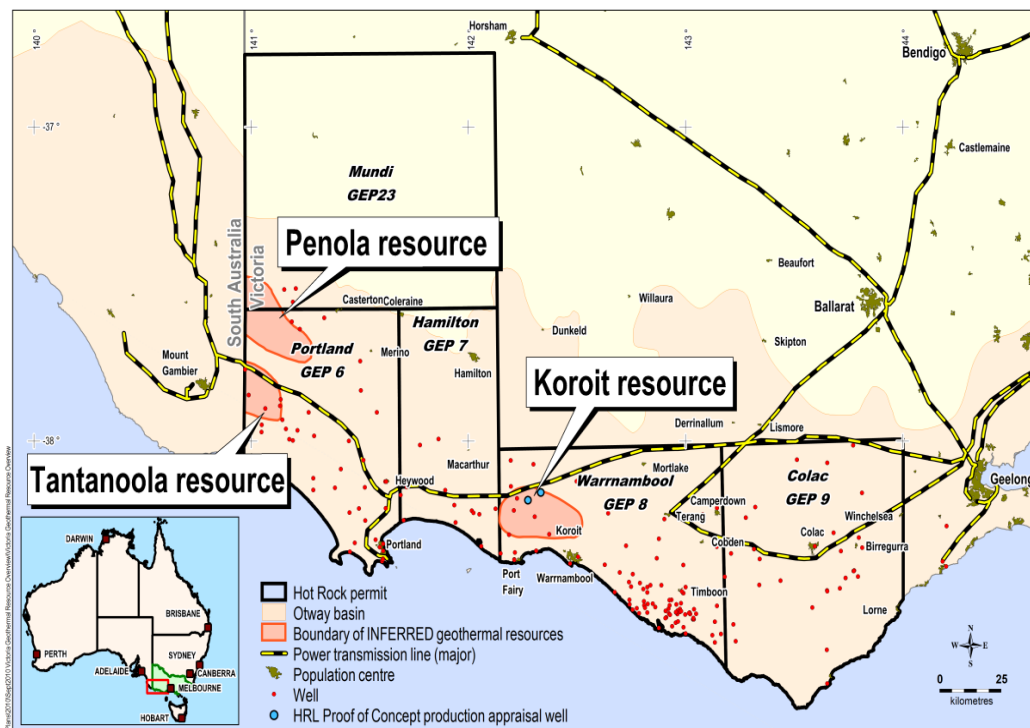 140 °
141
142
143
144
Horsham
Bendigo
-37 °
Castlemaine
Mundi
GEP23
South Australia
Victoria
Penola resource
Beaufort
Casterton
Coleraine
Willaura
Ballarat
Hamilton
GEP 7
Dunkeld
Portland
GEP 6
Merino
Skipton
Mount
Gambier
Hamilton
Koroit resource
Derrinallum
Lismore
-38 °
Tantanoola resource
Macarthur
Mortlake
Heywood
Warrnambool
GEP 8
Colac
GEP 9
Geelong
Camperdown
Terang
Winchelsea
Koroit
Cobden
Colac
Birregurra
Portland
Port
Fairy
Warrnambool
Timboon
Lorne
DARWIN
BRISBANE
PERTH
SYDNEY
ADELAIDE
CANBERRA
MELBOURNE
HOBART
Hot Rock permit
Otway basin
Boundary of INFERRED geothermal resources
Power transmission line (major)
Population centre
Well
HRL Proof of Concept production appraisal well
N
W
E
S
0
25
kilometres